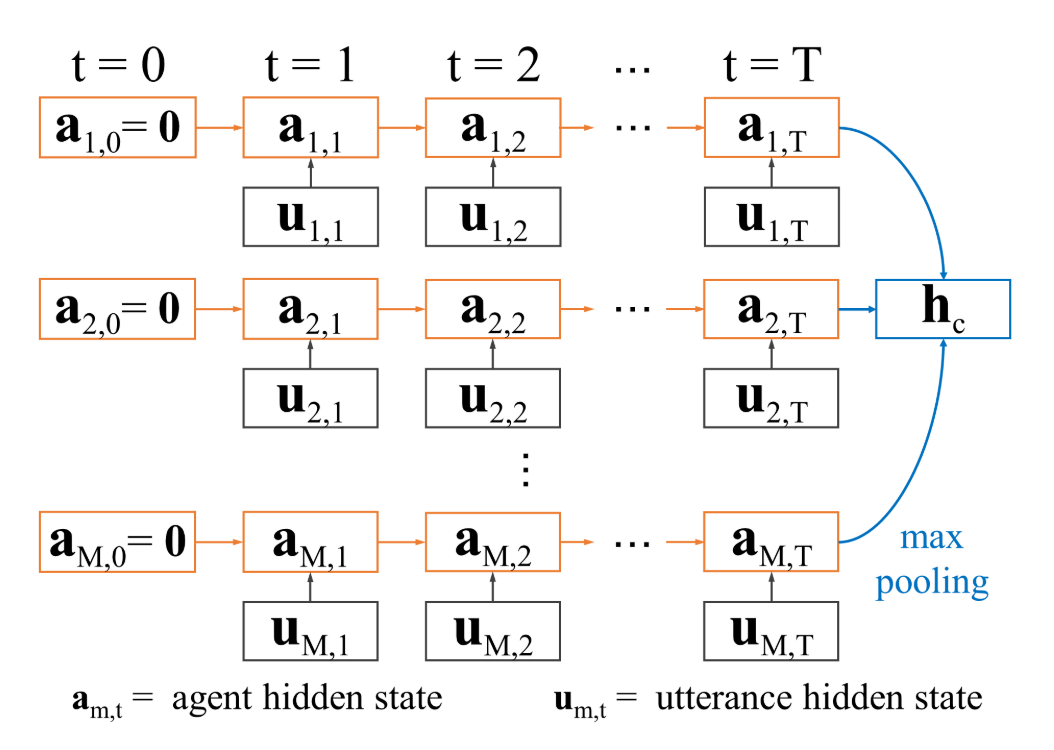 t = 0 t = 1 t = 2 ... t = T
a1,0= 0 a1,1 a1,2 ... a1,T
u1,1 u1,2 u1,T
a2,0= 0 a2,1 a2,2 ... a2,T hc
u2,1 u2,2 u2,T
⋮
aM,0= 0 aM,1 aM,2 ... aM,T
max
pooling
uM,1 uM,2 uM,T
am,t = agent hidden state um,t = utterance hidden state